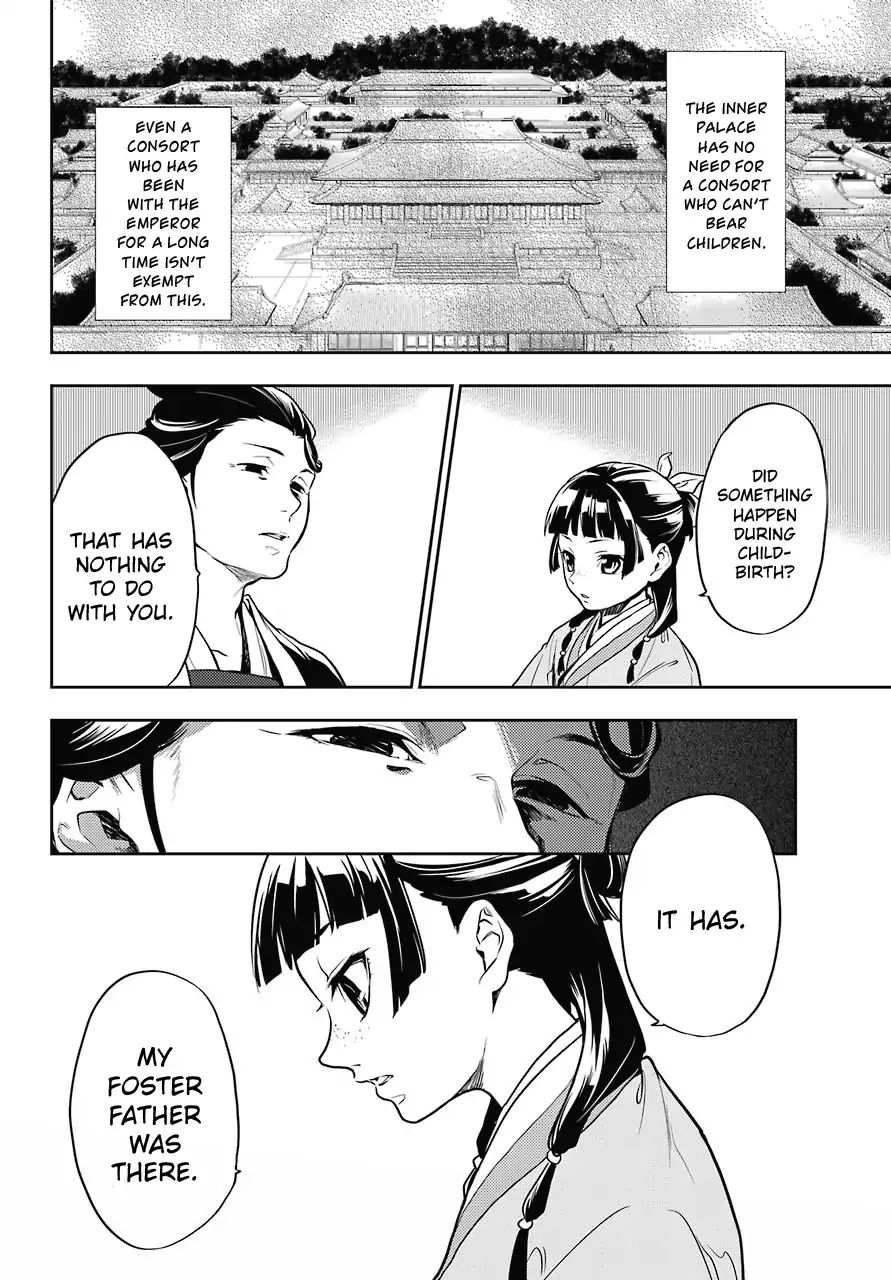 THE INNER
PALACE
HAS NO
NEED FOR
A CONSORT
WHO CAN'T
BEAR
CHILDREN.
EVEN A
CONSORT
WHO HAS
BEEN
WITH THE
EMPEROR
FOR A LONG
TIME ISN'T
EXEMPT
FROM THIS.
DID
SOMETHING
HAPPEN
DURING
CHILD-
BIRTH?
THAT HAS
NOTHING
TO DO
WITH YOU.
IT HAS.
MY
FOSTER
FATHER
WAS
THERE.